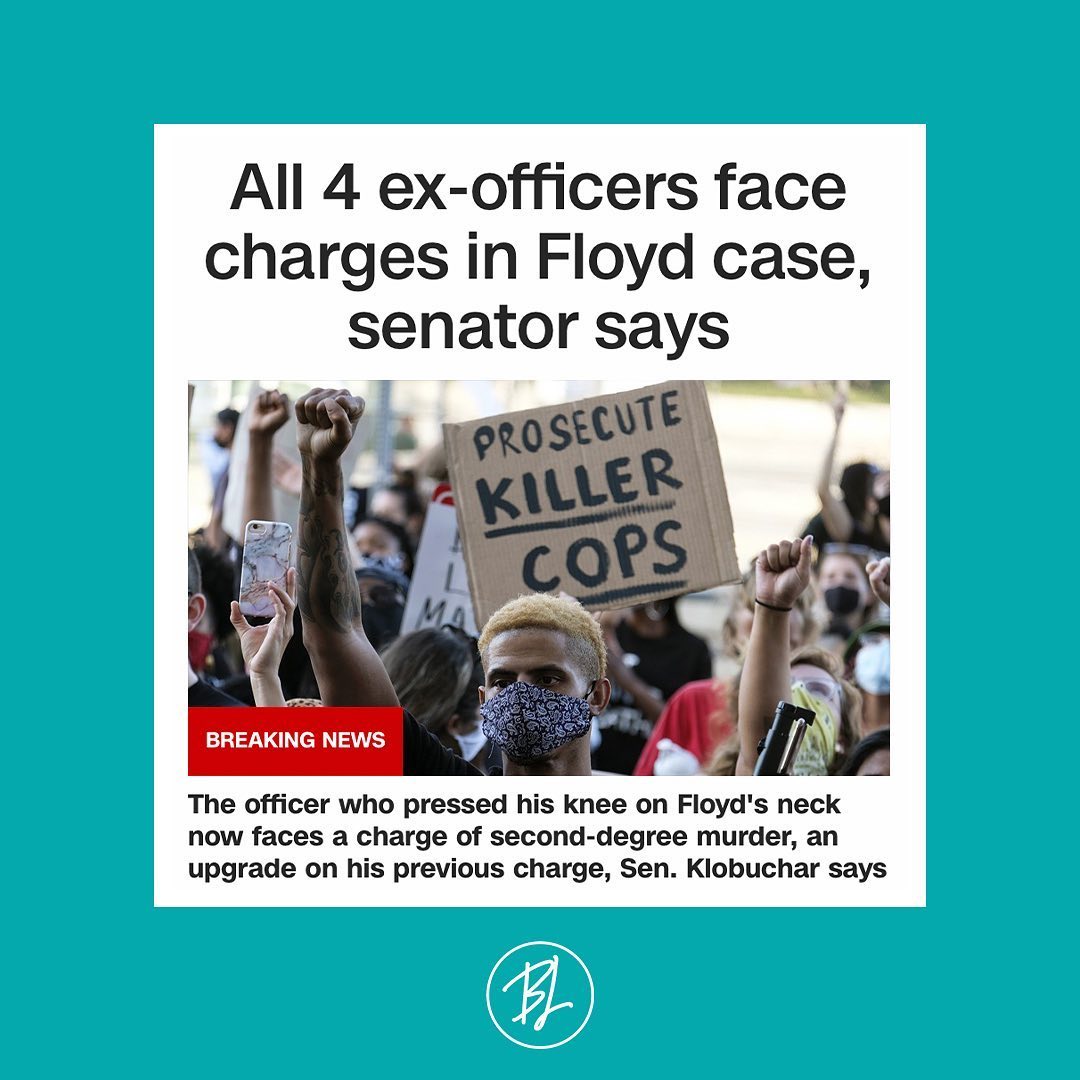 All 4 ex-officers face
charges in Floyd case,
senator says
PROSECUTE
KILLER
COPS
MA
BREAKING NEWS
The officer who pressed his knee on Floyd's neck
now faces a charge of second-degree murder, an
upgrade on his previous charge, Sen. Klobuchar says
BL